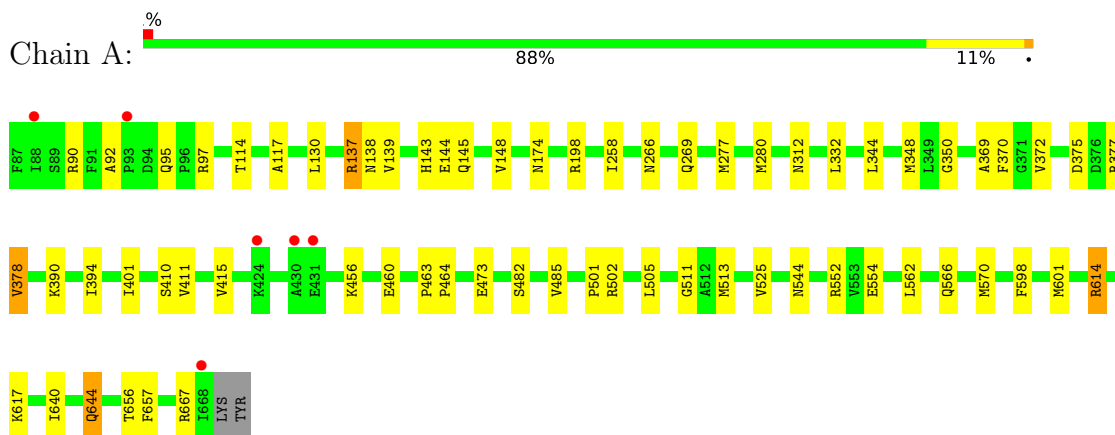 .%
Chain A:
88% 11% •
F87 I88 S89 R90 F91 A92 P93 D94 Q95 P96 R97 T114 A117 L130 R137 N138 V139 H143 E144 Q145 V148 N174 R198 I258 N266 Q269 M277 M280 N312 L332 L344 M348 L349 G350 A369 F370 G371 V372 D375 D376 R377
V378 K390 I394 I401 S410 V411 V415 K424 A430 E431 K456 E460 P463 P464 E473 S482 V485 P501 R502 L505 G511 A512 M513 V525 N544 R552 V553 E554 L562 Q566 M570 F598 M601 R614
K617 I640 Q644 T656 F657 R667 I668 LYS TYR